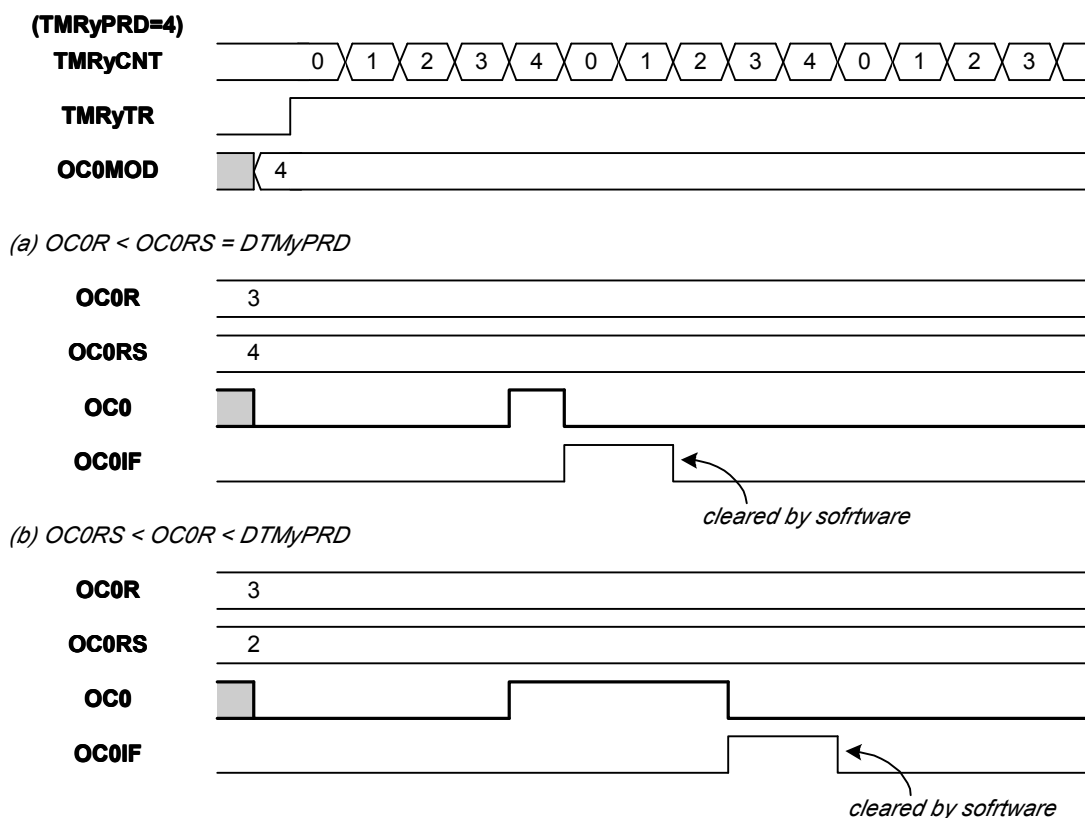 (TMRyPRD=4)
TMRyCNT 0 1 2 3 4 0 1 2 3 4 0 1 2 3
TMRyTR
OC0MOD 4
(a) OC0R < OC0RS = DTMyPRD
OC0R 3
OC0RS 4
OC0
OC0IF
cleared by sofrtware
(b) OC0RS < OC0R < DTMyPRD
OC0R 3
OC0RS 2
OC0
OC0IF
cleared by sofrtware